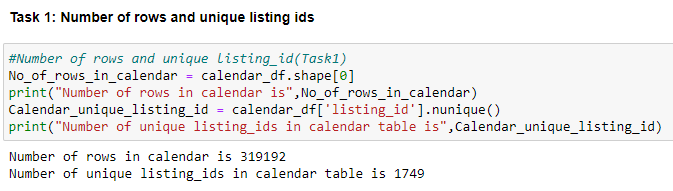 Task 1: Number of rows and unique listing ids
#Number of rows and unique listing_id(Task1)
No_of_rows_in_calendar = calendar_df.shape[0]
print("Number of rows in calendar is",No_of_rows_in_calendar)
Calendar_unique_listing_id = calendar_df['listing_id'].nunique()
print("Number of unique listing_ids in calendar table is",Calendar_unique_listing_id)
Number of rows in calendar is 319192
Number of unique listing_ids in calendar table is 1749